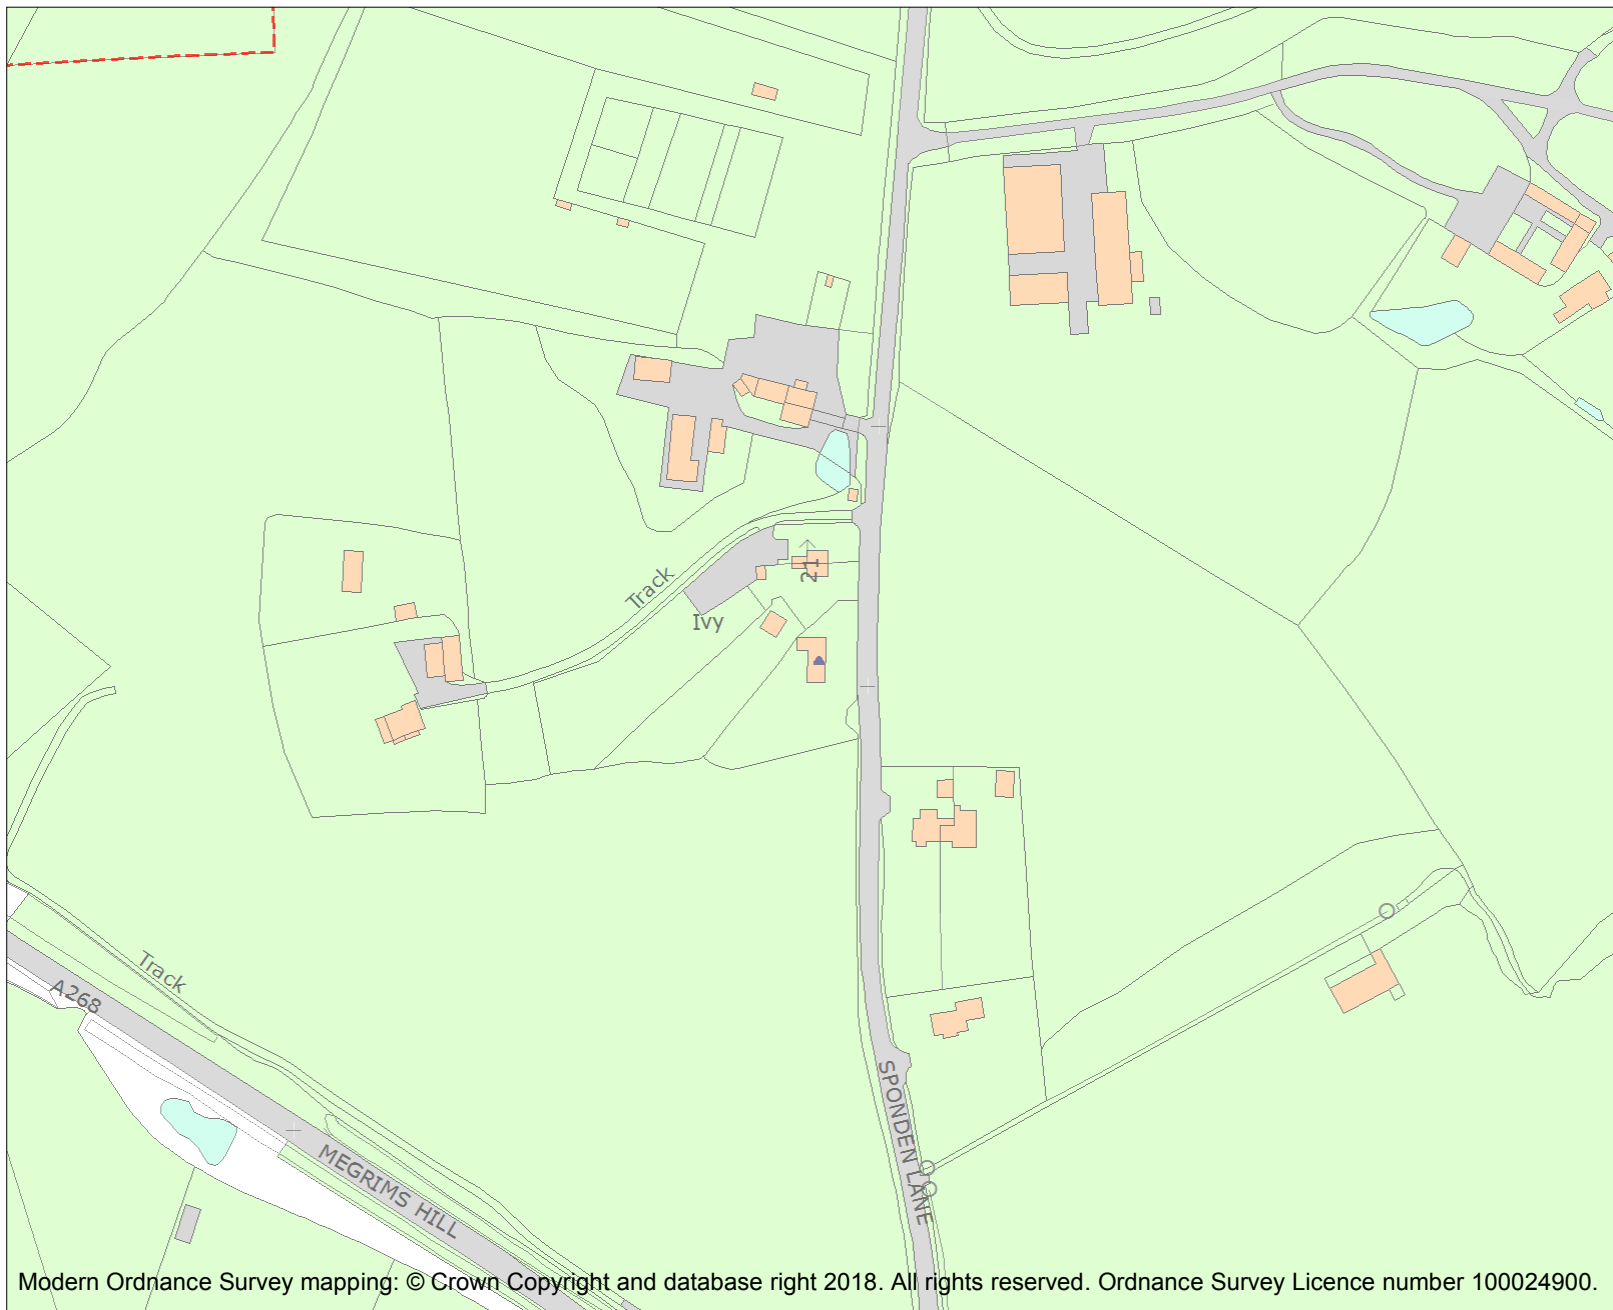 Track
21
Ivy
Track
A268
SPONDEN LANE
MEGRIMS HILL
Modern Ordnance Survey mapping: © Crown Copyright and database right 2018. All rights reserved. Ordnance Survey Licence number 100024900.